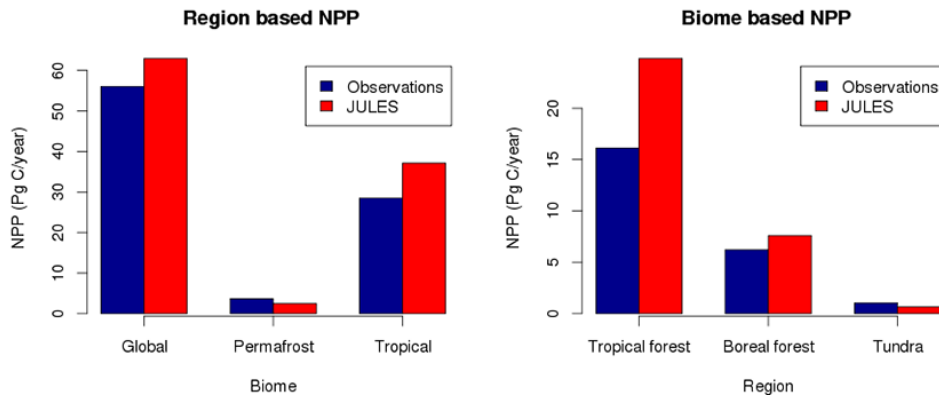 Region based NPP
NPP (Pg C/year)
60
50
40
30
20
10
0
Observations
JULES
Global
Permafrost
Tropical
Biome
Biome based NPP
NPP (Pg C/year)
20
15
10
5
0
Observations
JULES
Tropical forest
Boreal forest
Tundra
Region